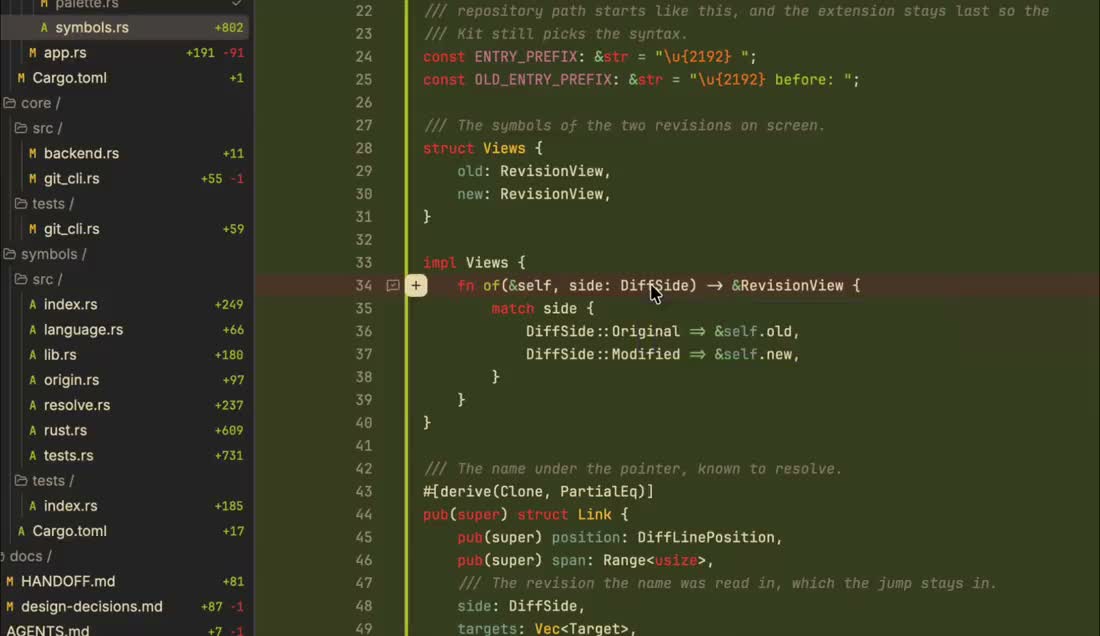 M palette.rs
A symbols.rs +802
M app.rs +191 -91
M Cargo.toml +1
core /
src /
M backend.rs +11
M git_cli.rs +55 -1
tests /
M git_cli.rs +59
symbols /
src /
A index.rs +249
A language.rs +66
A lib.rs +180
A origin.rs +97
A resolve.rs +237
A rust.rs +609
A tests.rs +731
tests /
A index.rs +185
A Cargo.toml +17
docs /
M HANDOFF.md +81
M design-decisions.md +87 -1
AGENTS.md +7 -1
22 /// repository path starts like this, and the extension stays last so the
23 /// Kit still picks the syntax.
24 const ENTRY_PREFIX: &str = "\u{2192} ";
25 const OLD_ENTRY_PREFIX: &str = "\u{2192} before: ";
26
27 /// The symbols of the two revisions on screen.
28 struct Views {
29 old: RevisionView,
30 new: RevisionView,
31 }
32
33 impl Views {
34 + fn of(&self, side: DiffSide) → &RevisionView {
35 match side {
36 DiffSide::Original ⇒ &self.old,
37 DiffSide::Modified ⇒ &self.new,
38 }
39 }
40 }
41
42 /// The name under the pointer, known to resolve.
43 #[derive(Clone, PartialEq)]
44 pub(super) struct Link {
45 pub(super) position: DiffLinePosition,
46 pub(super) span: Range<usize>,
47 /// The revision the name was read in, which the jump stays in.
48 side: DiffSide,
49 targets: Vec<Target>,